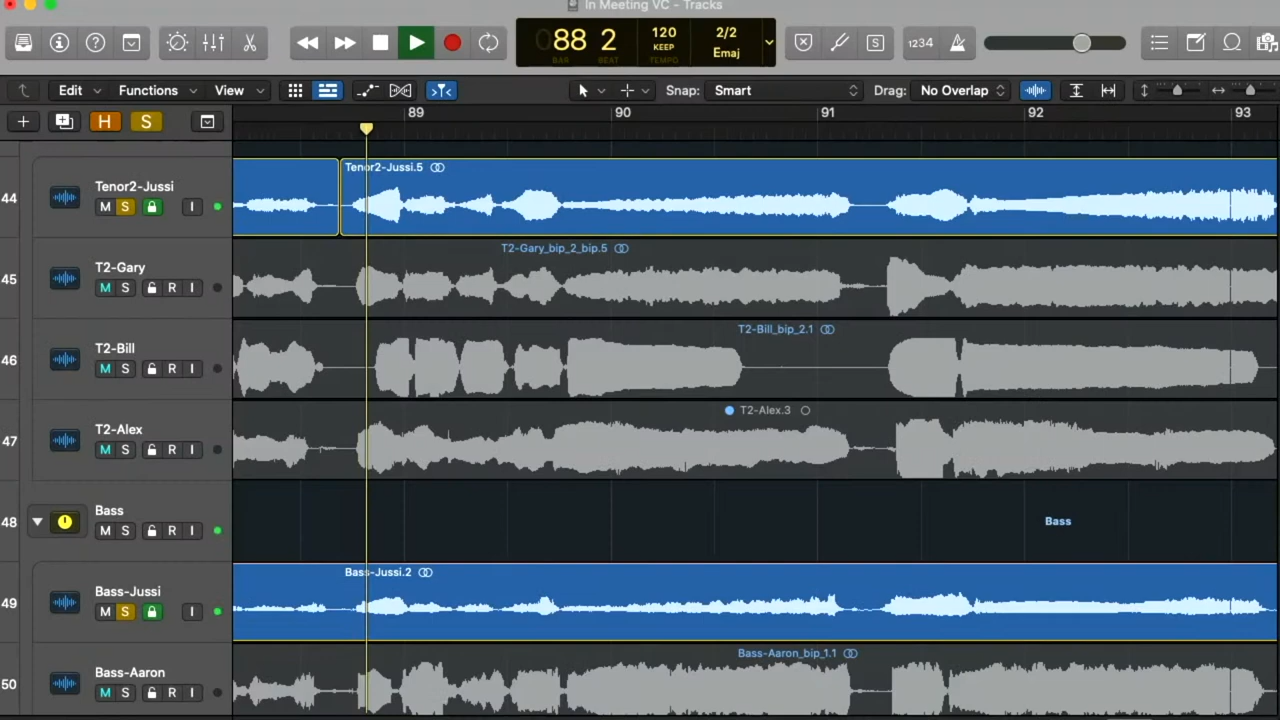 In Meeting VC - Tracks
88 2
BAR BEAT
120
KEEP
TEMPO
2/2
Emaj
S
1234
Edit
Functions
View
Snap: Smart
Drag: No Overlap
H
S
89
90
91
92
93
44
Tenor2-Jussi
M S I
Tenor2-Jussi.5
45
T2-Gary
M S R I
T2-Gary_bip_2_bip.5
46
T2-Bill
M S R I
T2-Bill_bip_2.1
47
T2-Alex
M S R I
T2-Alex.3
48
Bass
M S R I
Bass
49
Bass-Jussi
M S I
Bass-Jussi.2
50
Bass-Aaron
M S R I
Bass-Aaron_bip_1.1